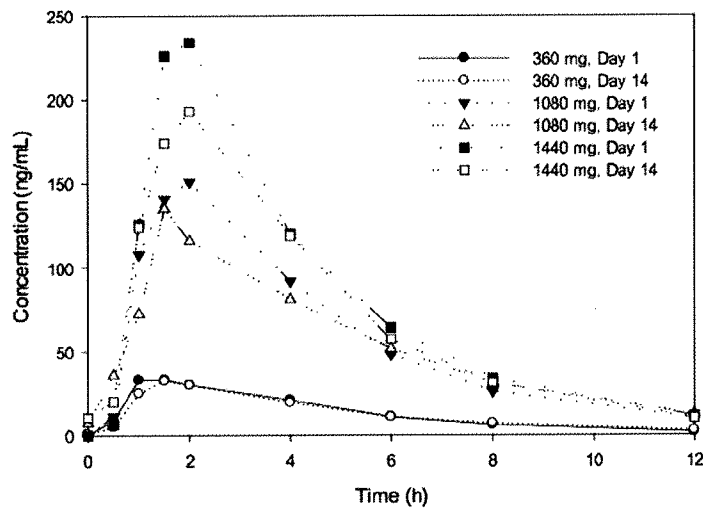 250
200
150
100
50
0
Concentration (ng/mL)
360 mg, Day 1
360 mg, Day 14
1080 mg, Day 1
1080 mg, Day 14
1440 mg, Day 1
1440 mg, Day 14
0 2 4 6 8 10 12
Time (h)